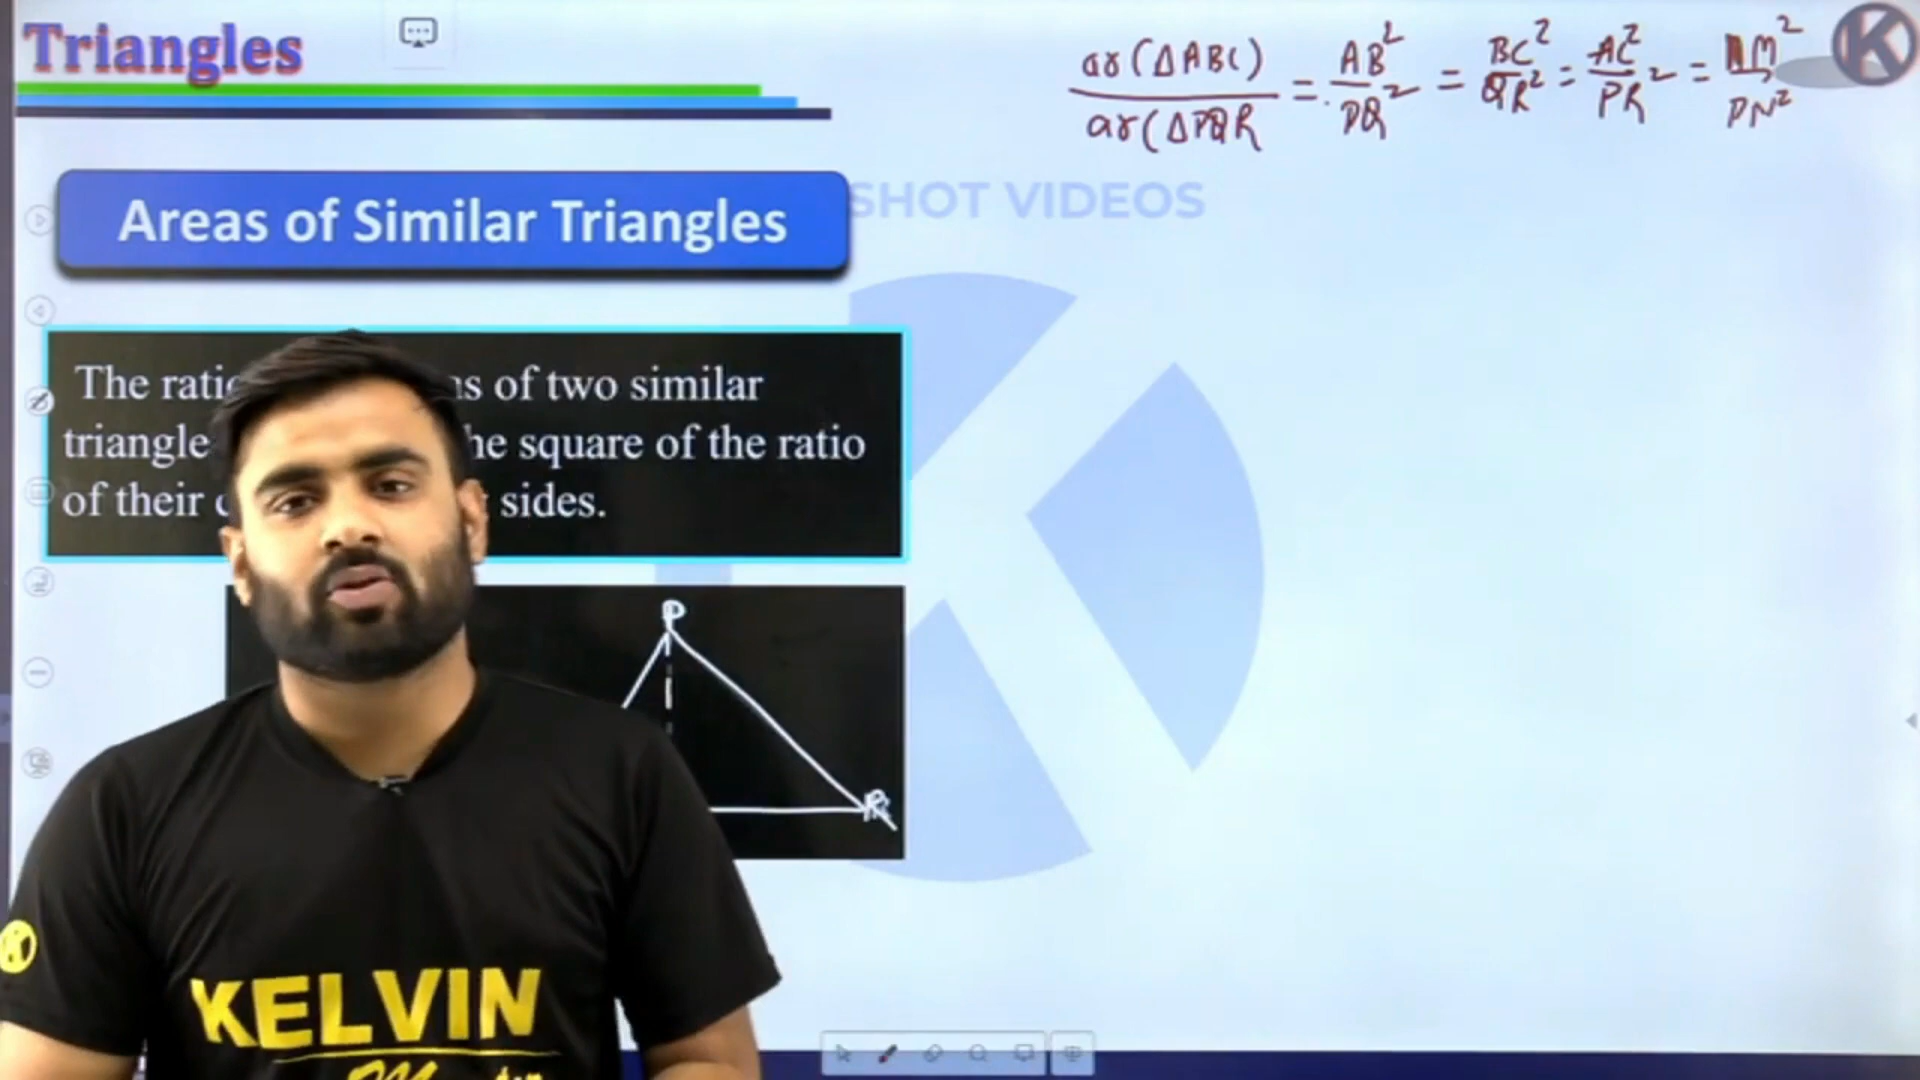 Triangles
ar(ΔABC) / ar(ΔPQR = AB² / PQ² = BC² / QR² = AC² / PR² = M² / PN²
K
SHOT VIDEOS
Areas of Similar Triangles
The ratio s of two similar
triangle he square of the ratio
of their sides.
P
R
K
KELVIN